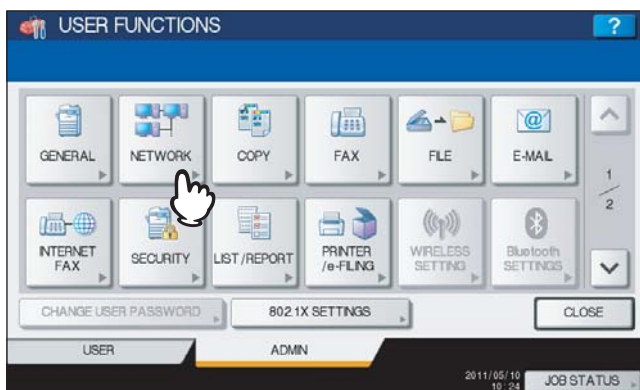 USER FUNCTIONS
?
GENERAL
NETWORK
COPY
FAX
FILE
E-MAIL
@
1
2
INTERNET
FAX
SECURITY
LIST/REPORT
PRINTER
/e-FILING
WIRELESS
SETTING
Bluetooth
SETTINGS
CHANGE USER PASSWORD
802.1X SETTINGS
CLOSE
USER
ADMIN
2011/05/10
10:24
JOB STATUS